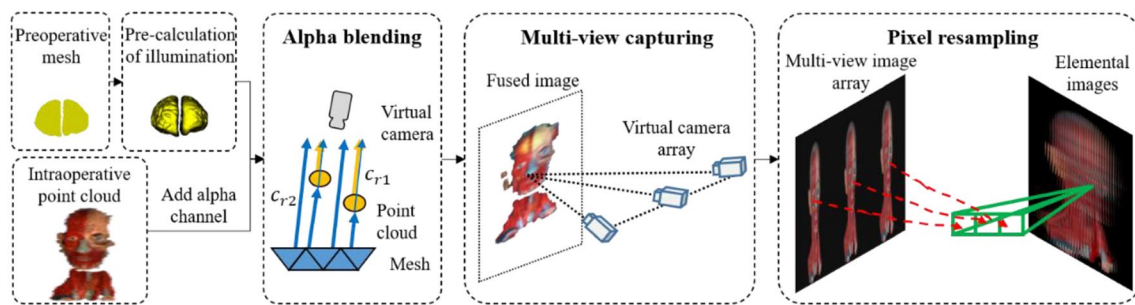 Preoperative
mesh
Pre-calculation
of illumination
Intraoperative
point cloud
Add alpha
channel
Alpha blending
Virtual
camera
c_{r1}
c_{r2}
Point
cloud
Mesh
Multi-view capturing
Fused image
Virtual camera
array
Pixel resampling
Multi-view image
array
Elemental
images